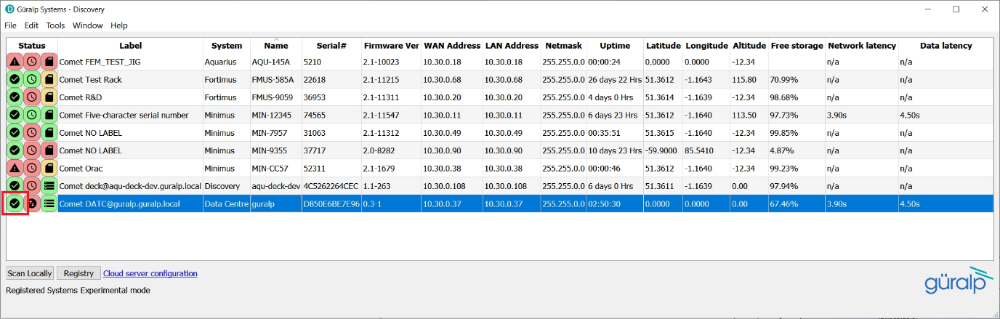 Güralp Systems - Discovery
File Edit Tools Window Help
Status Label System Name Serial# Firmware Ver WAN Address LAN Address Netmask Uptime Latitude Longitude Altitude Free storage Network latency Data latency
Comet FEM_TEST_JIG Aquarius AQU-145A 5210 2.1-10023 10.30.0.18 10.30.0.18 255.255.0.0 00:00:24 0.0000 0.0000 -12.34 n/a n/a
Comet Test Rack Fortimus FMUS-585A 22618 2.1-11215 10.30.0.68 10.30.0.68 255.255.0.0 26 days 22 Hrs 51.3612 -1.1643 115.80 70.99% n/a n/a
Comet R&D Fortimus FMUS-9059 36953 2.1-11311 10.30.0.20 10.30.0.20 255.255.0.0 4 days 0 Hrs 51.3614 -1.1639 -12.34 98.68% n/a n/a
Comet Five-character serial number Minimus MIN-12345 74565 2.1-11547 10.30.0.11 10.30.0.11 255.255.0.0 6 days 23 Hrs 51.3612 -1.1640 113.50 97.73% 3.90s 4.50s
Comet NO LABEL Minimus MIN-7957 31063 2.1-11312 10.30.0.49 10.30.0.49 255.255.0.0 00:35:51 51.3615 -1.1640 -12.34 99.85% n/a n/a
Comet NO LABEL Minimus MIN-9355 37717 2.0-8282 10.30.0.90 10.30.0.90 255.255.0.0 10 days 23 Hrs -59.9000 85.5410 -12.34 4.87% n/a n/a
Comet Orac Minimus MIN-CC57 52311 2.1-1679 10.30.0.38 10.30.0.38 255.255.0.0 00:00:46 51.3612 -1.1640 -12.34 99.23% n/a n/a
Comet deck@aqu-deck-dev.guralp.local Discovery aqu-deck-dev 4C5262264CEC 1.1-263 10.30.0.108 10.30.0.108 255.255.0.0 6 days 0 Hrs 51.3611 -1.1639 0.00 97.94% n/a n/a
Comet DATC@guralp.guralp.local Data Centre guralp D850E6BE7E96 0.3-1 10.30.0.37 10.30.0.37 255.255.0.0 02:50:30 0.0000 0.0000 0.00 67.46% 3.90s 4.50s
Scan Locally Registry Cloud server configuration
güralp
Registered Systems Experimental mode